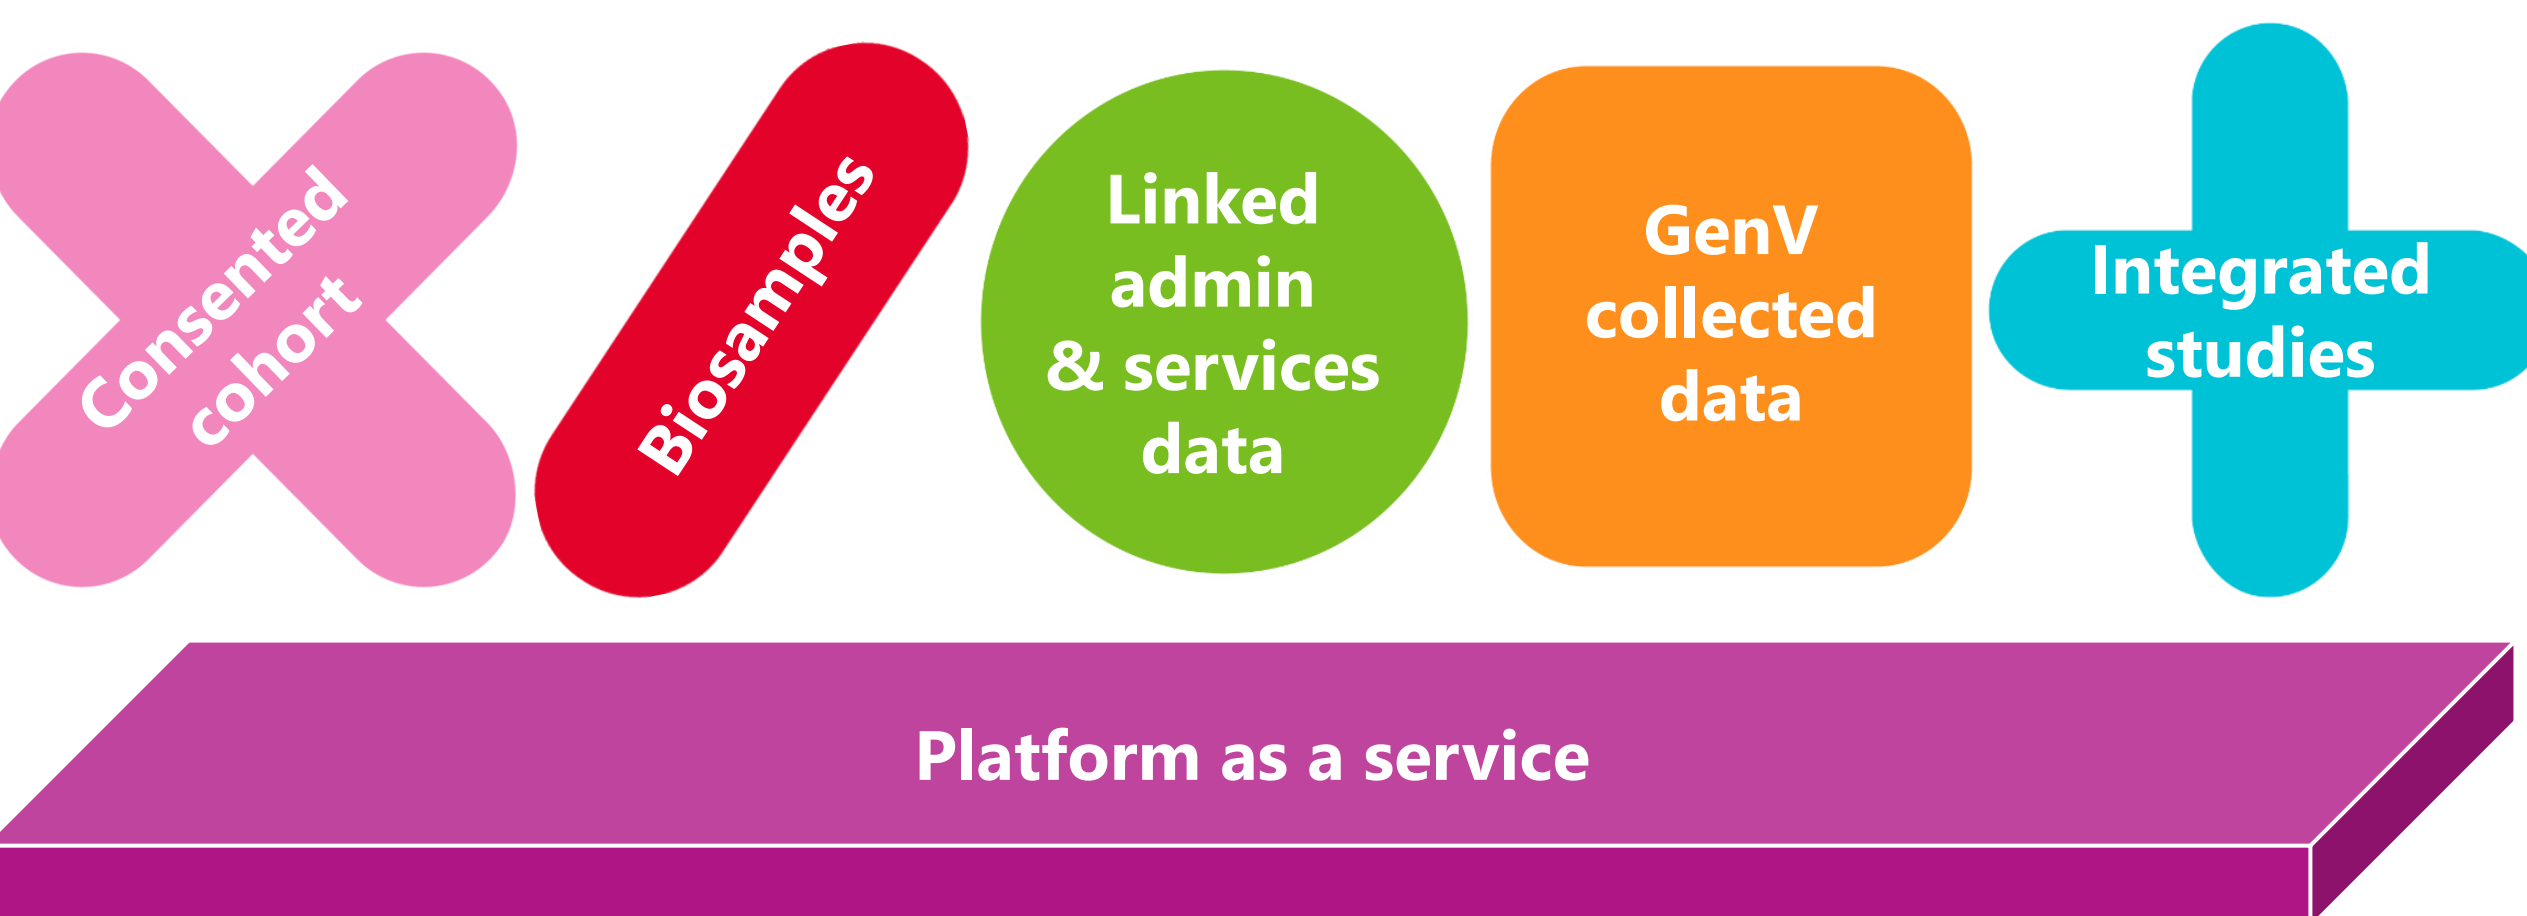 Consented
cohort
Biosamples
Linked
admin
& services
data
GenV
collected
data
Integrated
studies
Platform as a service